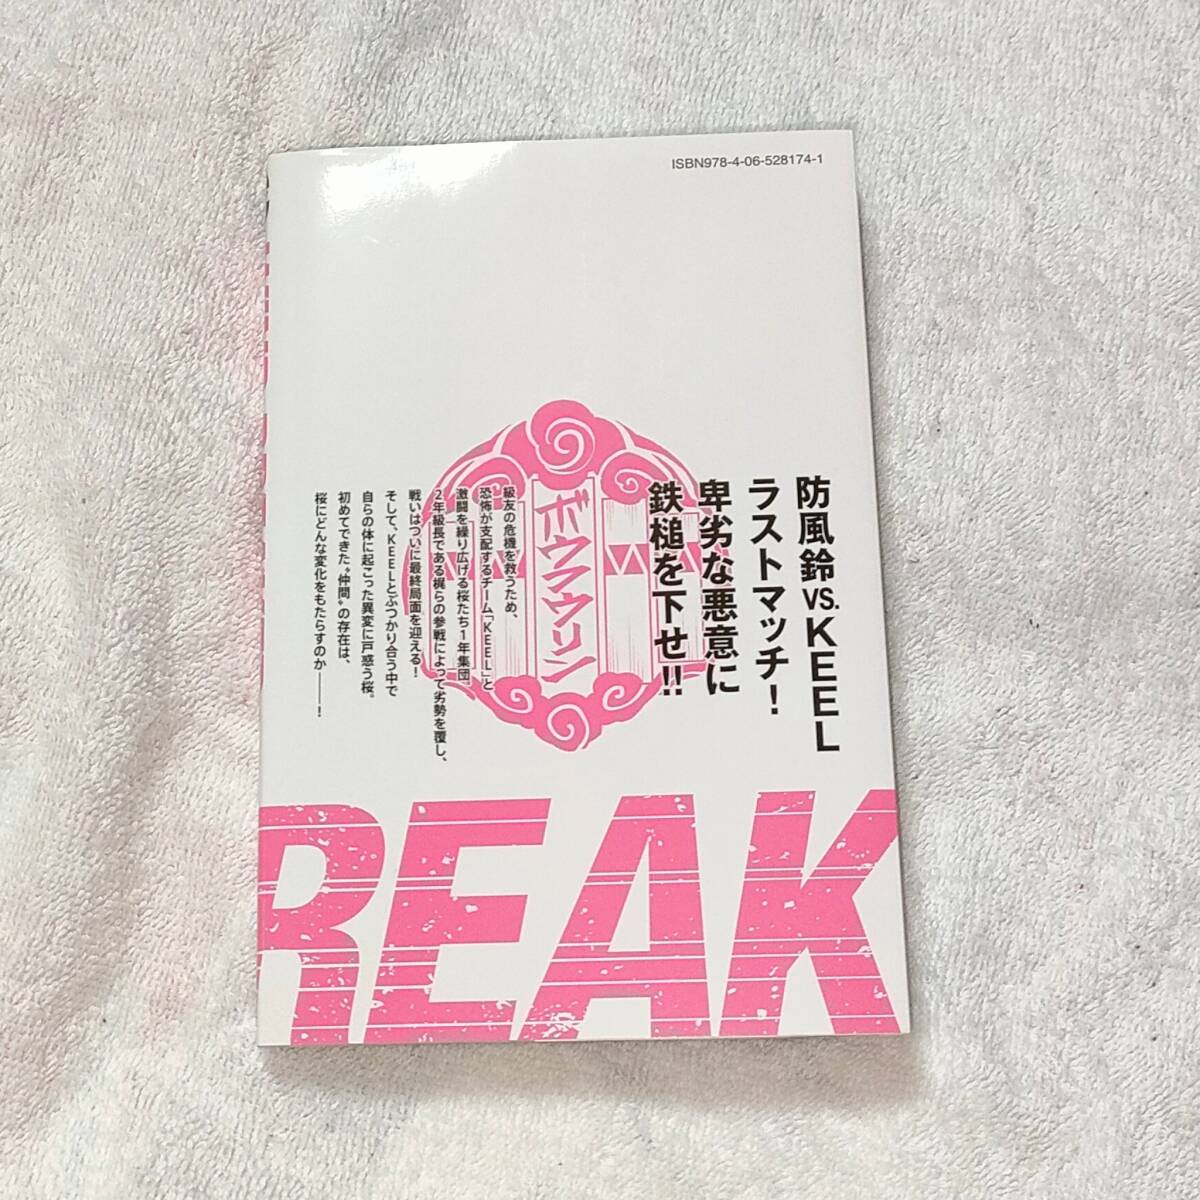 ISBN978-4-06-528174-1
防風鈴VS.KEEL
ラストマッチ！
卑劣な悪意に
鉄槌を下せ!!
ボウフウリン
級友の危機を救うため、
恐怖が支配するチーム「KEEL」と
激闘を繰り広げる桜たち1年集団。
2年級長である梶らの参戦によって劣勢を覆し、
戦いはついに最終局面を迎える！
そして、KEELとぶつかり合う中で
自らの体に起こった異変に戸惑う桜。
初めてできた〝仲間〟の存在は、
桜にどんな変化をもたらすのか――！
REAK